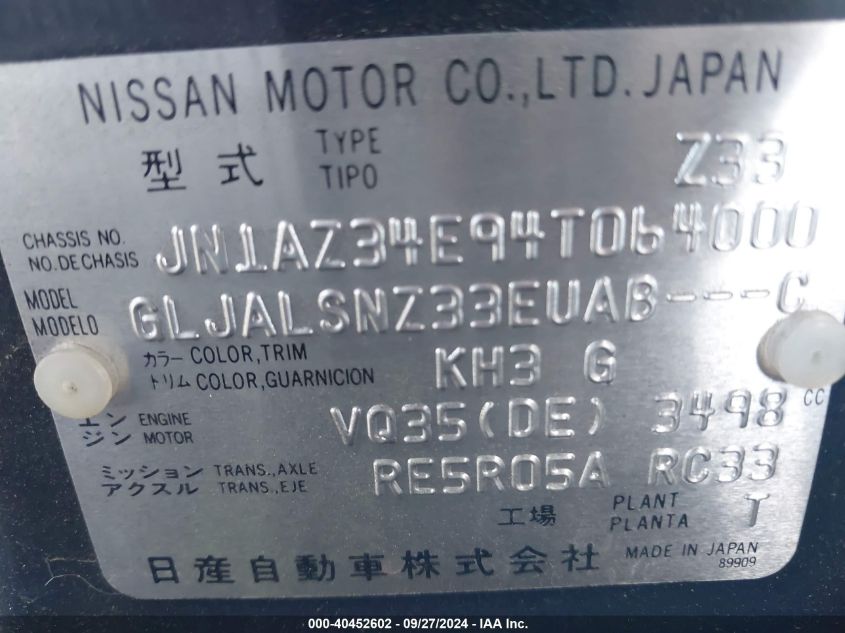 NISSAN MOTOR CO.,LTD. JAPAN
型式 TYPE TIPO Z33
CHASSIS NO. NO.DE CHASIS JN1AZ34E94T064000
MODEL MODELO GLJALSNZ33EUAB---C
カラー COLOR,TRIM KH3 G
トリム COLOR,GUARNICION
エンジン ENGINE MOTOR VQ35(DE) 3498 CC
ミッション TRANS.,AXLE RE5R05A RC33
アクスル TRANS.,EJE
工場 PLANT PLANTA T
日産自動車株式会社 MADE IN JAPAN
89909
000-40452602 - 09/27/2024 - IAA Inc.